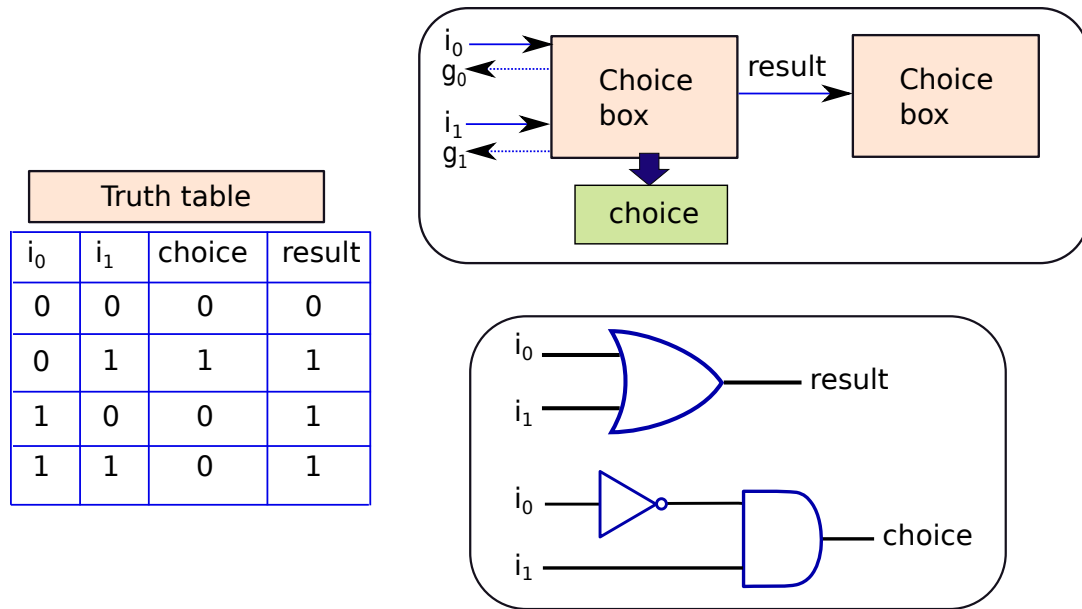 i₀
g₀
i₁
g₁
Choice
box
result
Choice
box
choice
Truth table
i₀ i₁ choice result
0 0 0 0
0 1 1 1
1 0 0 1
1 1 0 1
i₀
i₁
result
i₀
i₁
choice